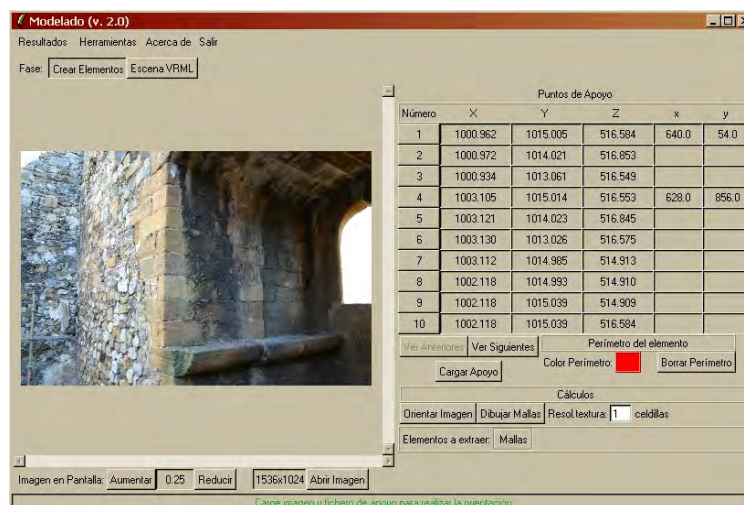 Modelado (v. 2.0)
Resultados Herramientas Acerca de Salir
Fase: Crear Elementos Escena VRML
Puntos de Apoyo
Número X Y Z x y
1 1000.962 1015.005 516.584 640.0 54.0
2 1000.972 1014.021 516.853
3 1000.934 1013.061 516.549
4 1003.105 1015.014 516.553 628.0 856.0
5 1003.121 1014.023 516.845
6 1003.130 1013.026 516.575
7 1003.112 1014.985 514.913
8 1002.118 1014.993 514.910
9 1002.118 1015.039 514.909
10 1002.118 1015.039 516.584
Ver Anteriores Ver Siguientes Perímetro del elemento
Cargar Apoyo Color Perímetro: Borrar Perímetro
Cálculos
Orientar Imagen Dibujar Mallas Resol.textura: 1 celdillas
Elementos a extraer: Mallas
Imagen en Pantalla: Aumentar 0.25 Reducir 1536x1024 Abrir Imagen
Carge imagen y fichero de apoyo para realizar la orientación